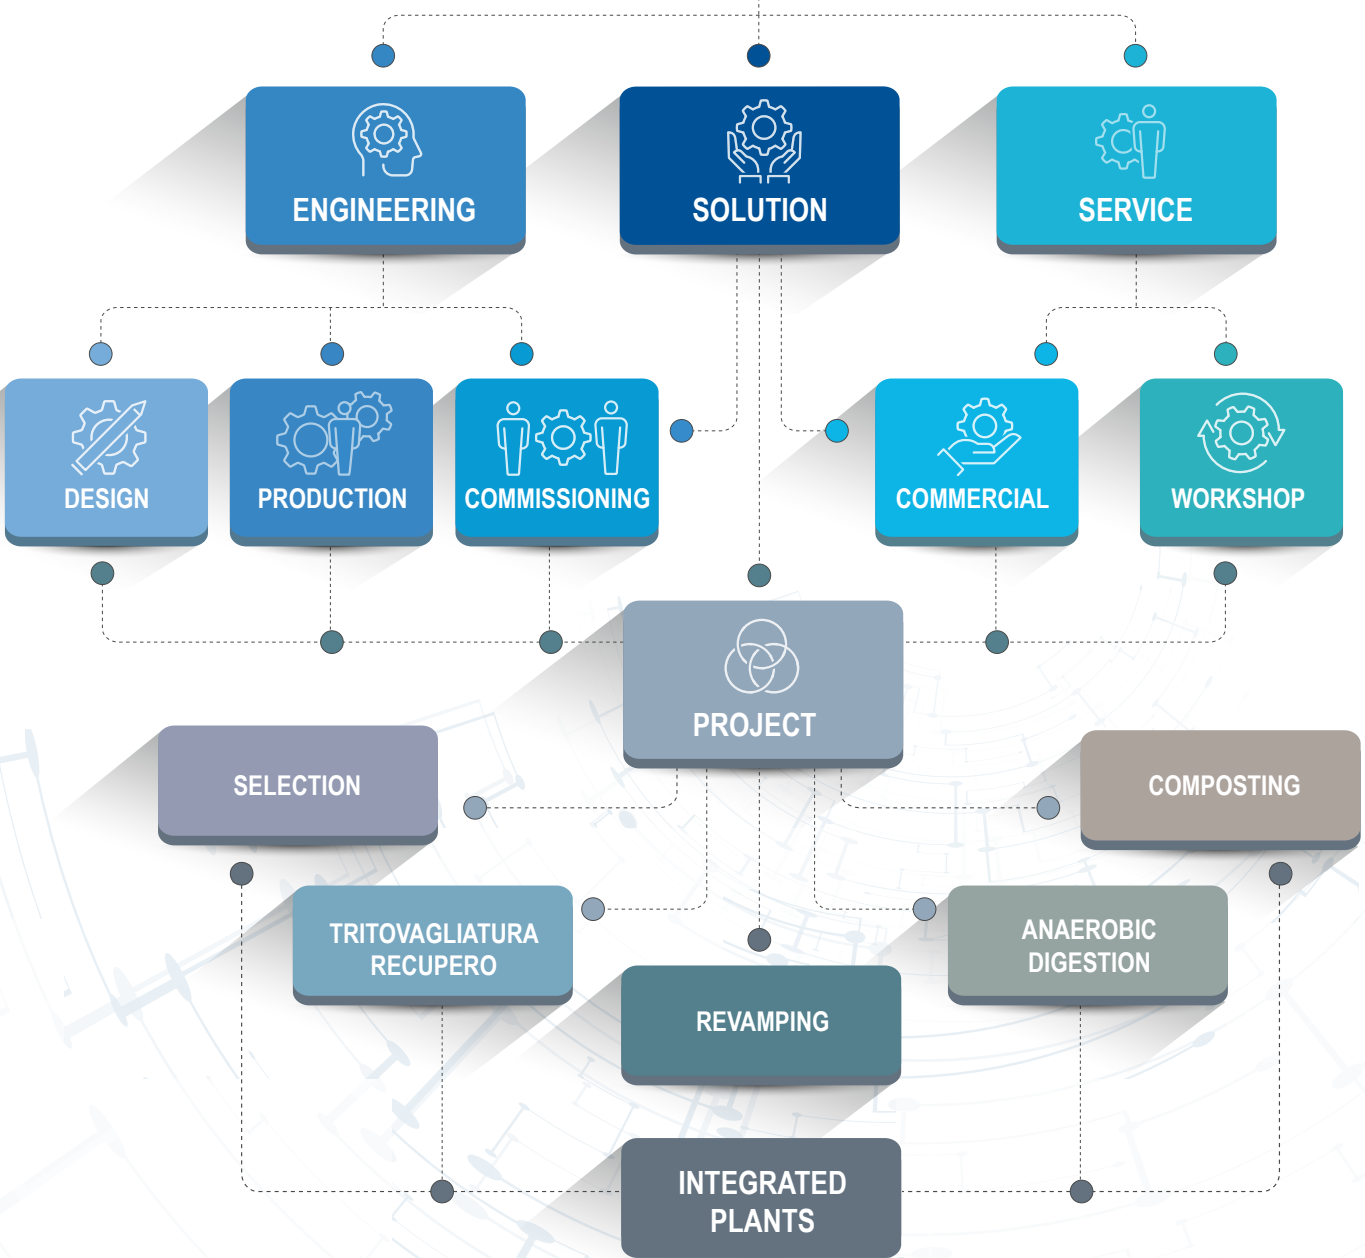 ENGINEERING
SOLUTION
SERVICE
DESIGN
PRODUCTION
COMMISSIONING
COMMERCIAL
WORKSHOP
PROJECT
SELECTION
COMPOSTING
TRITOVAGLIATURA
RECUPERO
ANAEROBIC
DIGESTION
REVAMPING
INTEGRATED
PLANTS